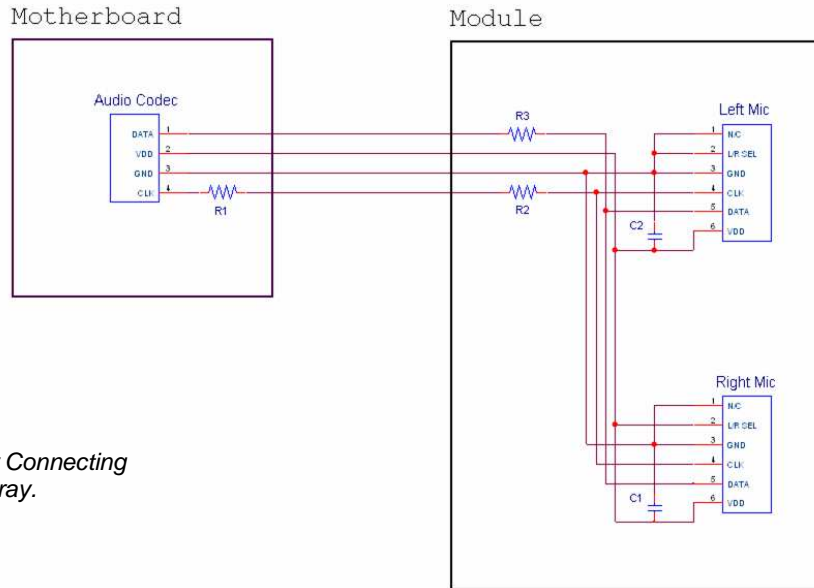 Motherboard
Module
Audio Codec
DATA 1
VDD 2
GND 3
CLK 4
R1
R3
R2
Left Mic
1 N/C
2 L/R SEL
3 GND
4 CLK
5 DATA
6 VDD
C2
Right Mic
1 N/C
2 L/R SEL
3 GND
4 CLK
5 DATA
6 VDD
C1
Connecting
ray.